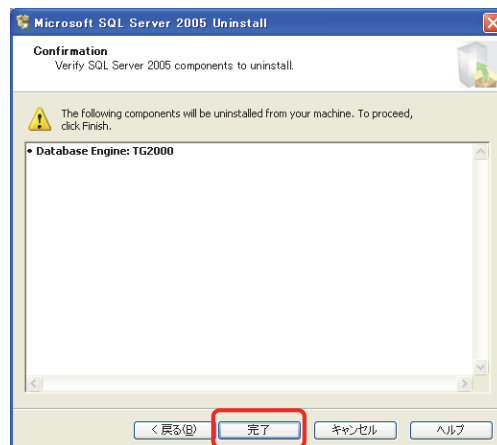 Microsoft SQL Server 2005 Uninstall
Confirmation
Verify SQL Server 2005 components to uninstall.
The following components will be uninstalled from your machine. To proceed,
click Finish.
• Database Engine: TG2000
< 戻る(B) 完了 キャンセル ヘルプ